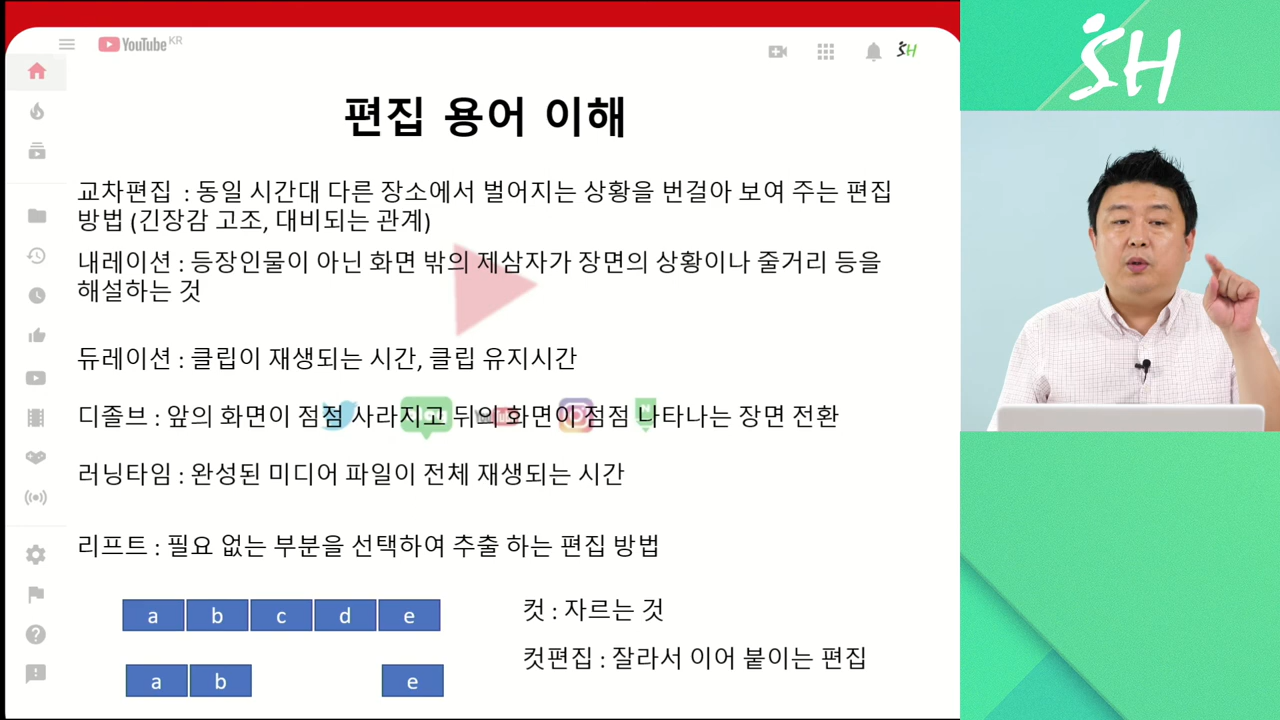 YouTube KR
SH
SH
편집 용어 이해
교차편집 : 동일 시간대 다른 장소에서 벌어지는 상황을 번걸아 보여 주는 편집
방법 (긴장감 고조, 대비되는 관계)
내레이션 : 등장인물이 아닌 화면 밖의 제삼자가 장면의 상황이나 줄거리 등을
해설하는 것
듀레이션 : 클립이 재생되는 시간, 클립 유지시간
디졸브 : 앞의 화면이 점점 사라지고 뒤의 화면이 점점 나타나는 장면 전환
러닝타임 : 완성된 미디어 파일이 전체 재생되는 시간
리프트 : 필요 없는 부분을 선택하여 추출 하는 편집 방법
a b c d e
컷 : 자르는 것
컷편집 : 잘라서 이어 붙이는 편집
a b e